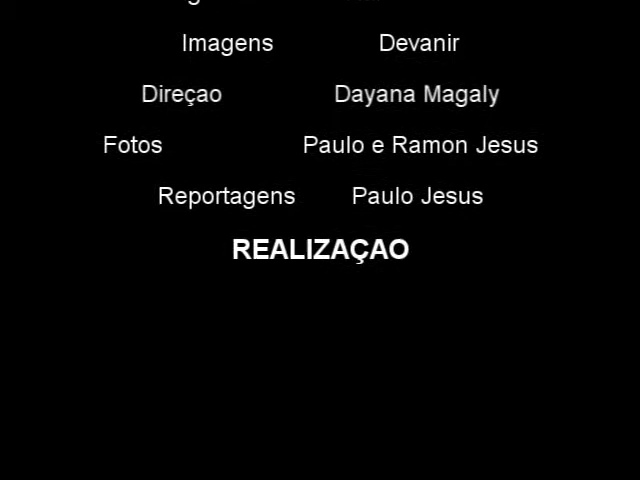 Imagens Devanir
Direçao Dayana Magaly
Fotos Paulo e Ramon Jesus
Reportagens Paulo Jesus
REALIZAÇAO